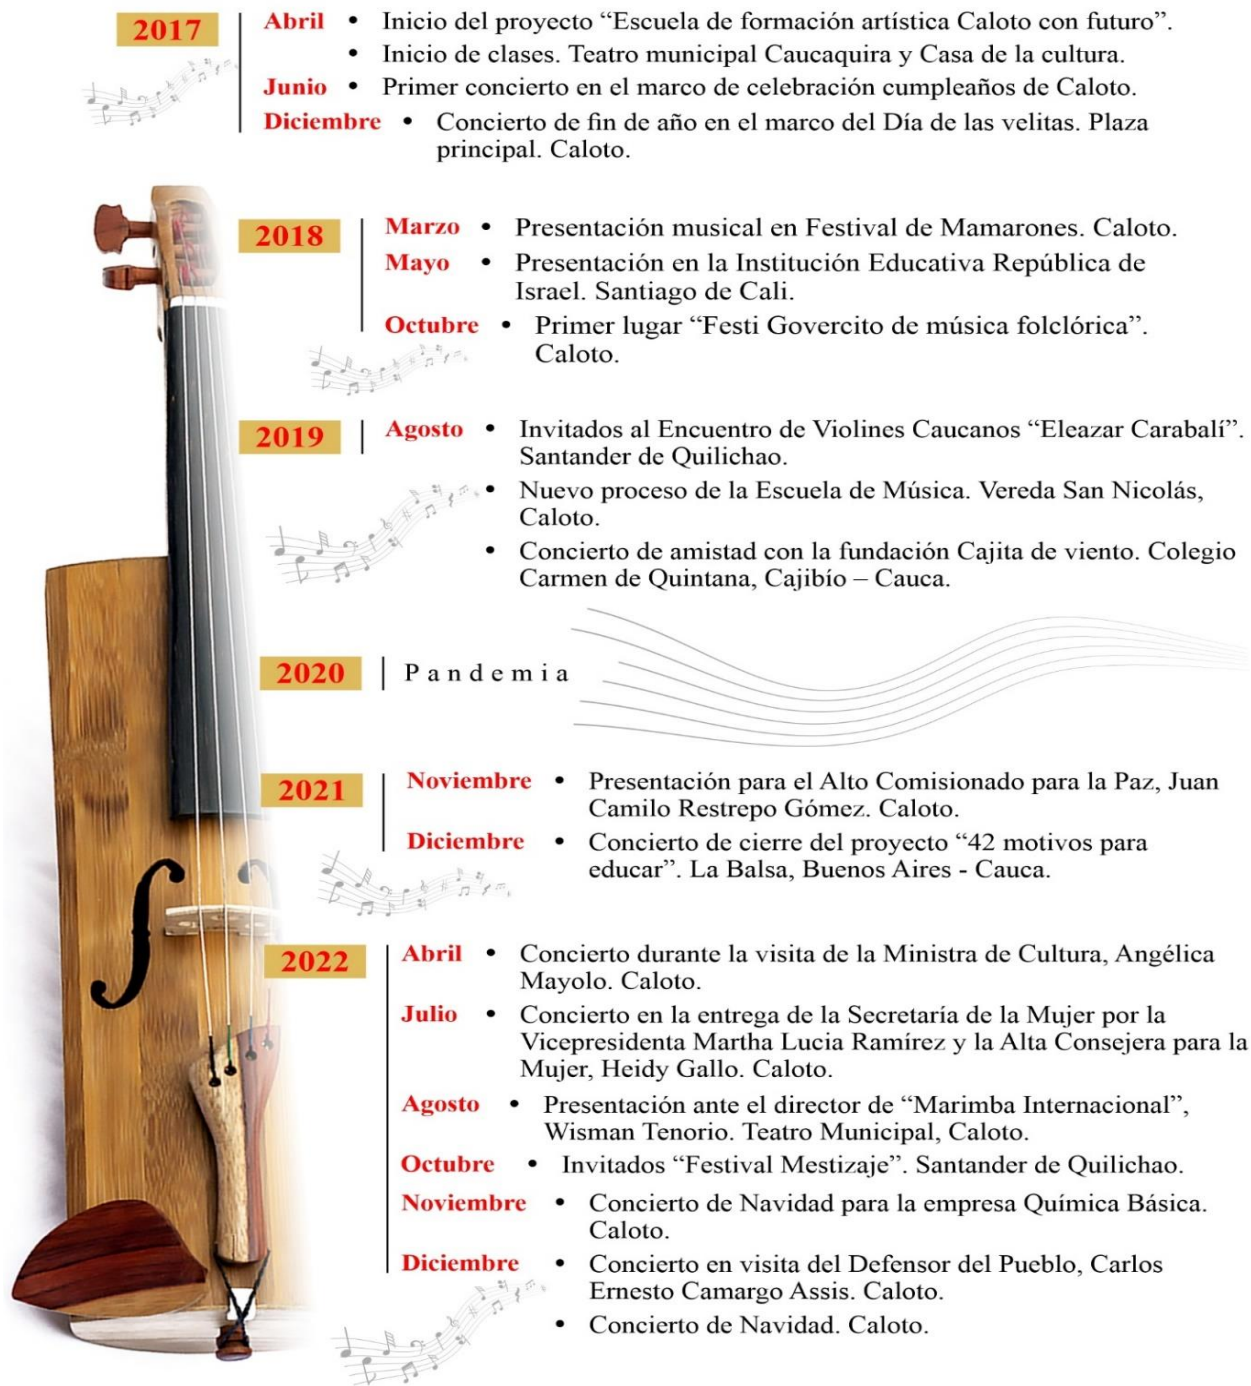 2017
Abril • Inicio del proyecto “Escuela de formación artística Caloto con futuro”.
• Inicio de clases. Teatro municipal Caucaquira y Casa de la cultura.
Junio • Primer concierto en el marco de celebración cumpleaños de Caloto.
Diciembre • Concierto de fin de año en el marco del Día de las velitas. Plaza
principal. Caloto.
2018
Marzo • Presentación musical en Festival de Mamarones. Caloto.
Mayo • Presentación en la Institución Educativa República de
Israel. Santiago de Cali.
Octubre • Primer lugar “Festi Govercito de música folclórica”.
Caloto.
2019
Agosto • Invitados al Encuentro de Violines Caucanos “Eleazar Carabalí”.
Santander de Quilichao.
• Nuevo proceso de la Escuela de Música. Vereda San Nicolás,
Caloto.
• Concierto de amistad con la fundación Cajita de viento. Colegio
Carmen de Quintana, Cajibío – Cauca.
2020
Pandemia
2021
Noviembre • Presentación para el Alto Comisionado para la Paz, Juan
Camilo Restrepo Gómez. Caloto.
Diciembre • Concierto de cierre del proyecto “42 motivos para
educar”. La Balsa, Buenos Aires - Cauca.
2022
Abril • Concierto durante la visita de la Ministra de Cultura, Angélica
Mayolo. Caloto.
Julio • Concierto en la entrega de la Secretaría de la Mujer por la
Vicepresidenta Martha Lucia Ramírez y la Alta Consejera para la
Mujer, Heidy Gallo. Caloto.
Agosto • Presentación ante el director de “Marimba Internacional”,
Wisman Tenorio. Teatro Municipal, Caloto.
Octubre • Invitados “Festival Mestizaje”. Santander de Quilichao.
Noviembre • Concierto de Navidad para la empresa Química Básica.
Caloto.
Diciembre • Concierto en visita del Defensor del Pueblo, Carlos
Ernesto Camargo Assis. Caloto.
• Concierto de Navidad. Caloto.